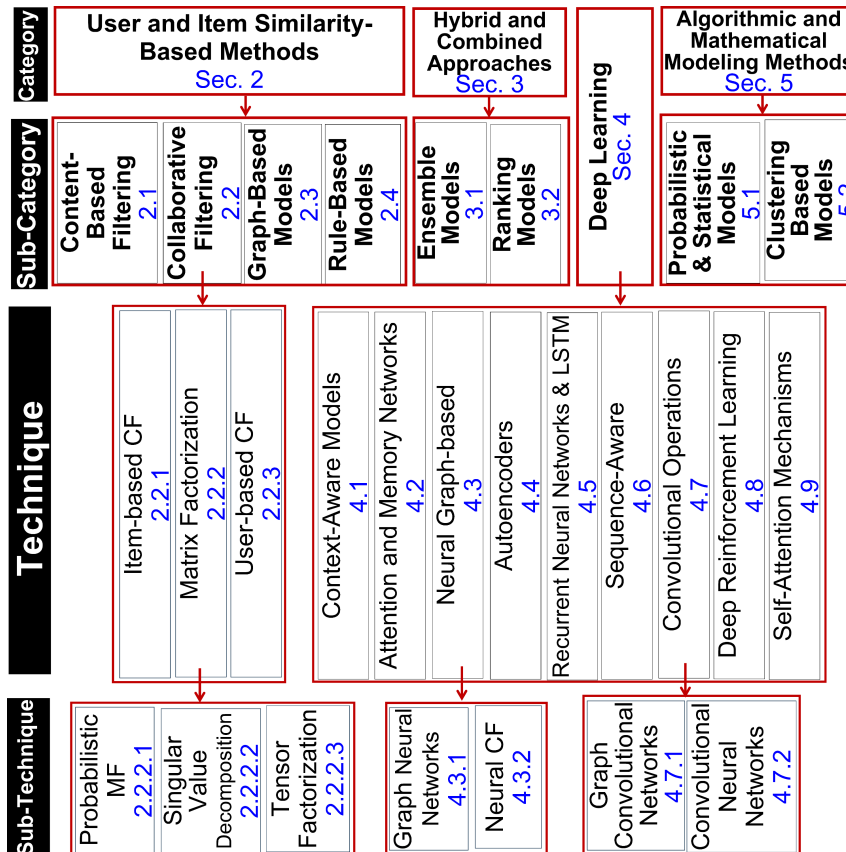 Category
User and Item Similarity-
Based Methods
Sec. 2
Hybrid and
Combined
Approaches
Sec. 3
Deep Learning
Sec. 4
Algorithmic and
Mathematical
Modeling Methods
Sec. 5
Sub-Category
Content-
Based
Filtering
2.1
Collaborative
Filtering
2.2
Graph-Based
Models
2.3
Rule-Based
Models
2.4
Ensemble
Models
3.1
Ranking
Models
3.2
Probabilistic
& Statistical
Models
5.1
Clustering
Based
Models
5.2
Technique
Item-based CF
2.2.1
Matrix Factorization
2.2.2
User-based CF
2.2.3
Context-Aware Models
4.1
Attention and Memory Networks
4.2
Neural Graph-based
4.3
Autoencoders
4.4
Recurrent Neural Networks & LSTM
4.5
Sequence-Aware
4.6
Convolutional Operations
4.7
Deep Reinforcement Learning
4.8
Self-Attention Mechanisms
4.9
Sub-Technique
Probabilistic
MF
2.2.2.1
Singular
Value
Decomposition
2.2.2.2
Tensor
Factorization
2.2.2.3
Graph Neural
Networks
4.3.1
Neural CF
4.3.2
Graph
Convolutional
Networks
4.7.1
Convolutional
Neural
Networks
4.7.2